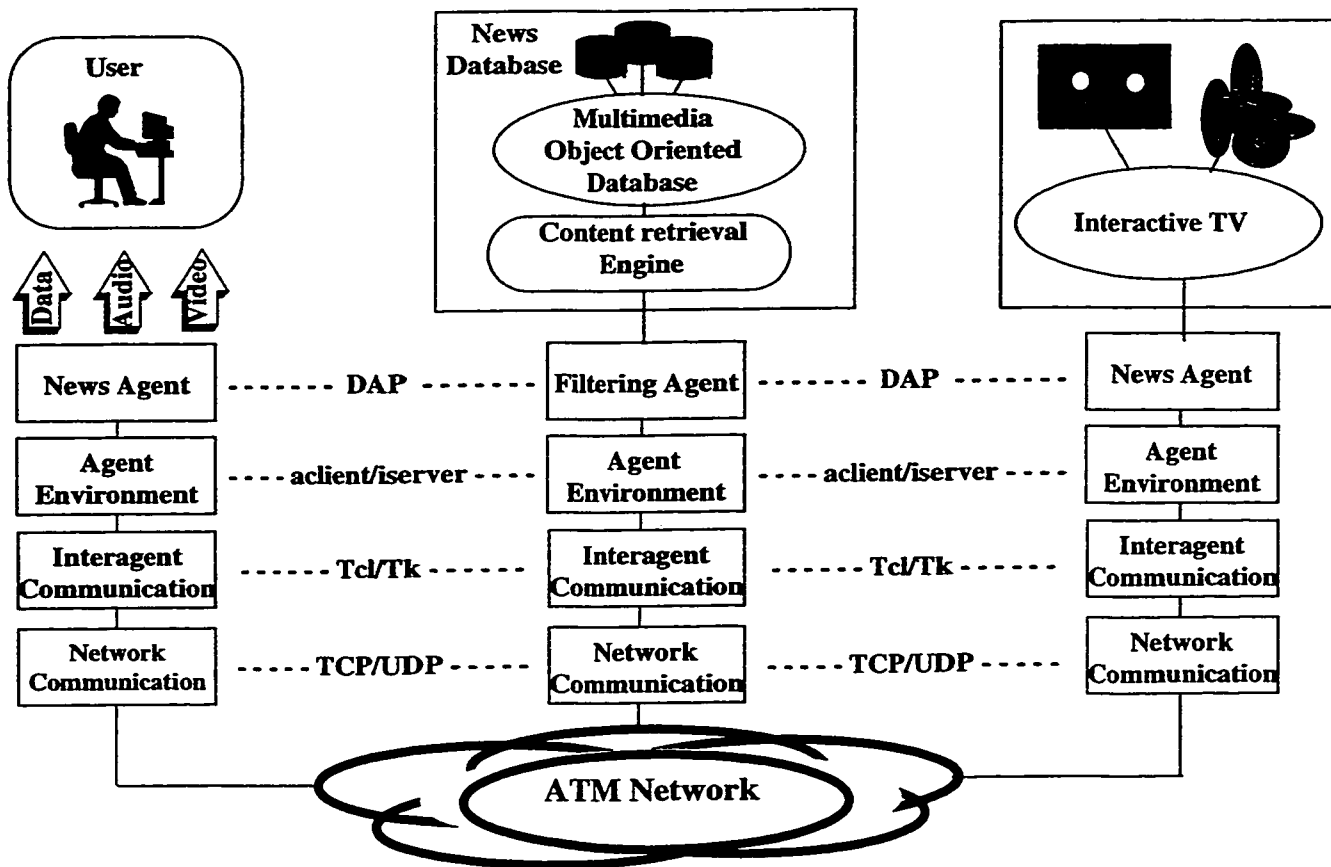 User
News
Database
Multimedia
Object Oriented
Database
Content retrieval
Engine
Interactive TV
Data
Audio
Video
News Agent
DAP
Filtering Agent
DAP
News Agent
Agent
Environment
aclient/iserver
Agent
Environment
aclient/iserver
Agent
Environment
Interagent
Communication
Tcl/Tk
Interagent
Communication
Tcl/Tk
Interagent
Communication
Network
Communication
TCP/UDP
Network
Communication
TCP/UDP
Network
Communication
ATM Network